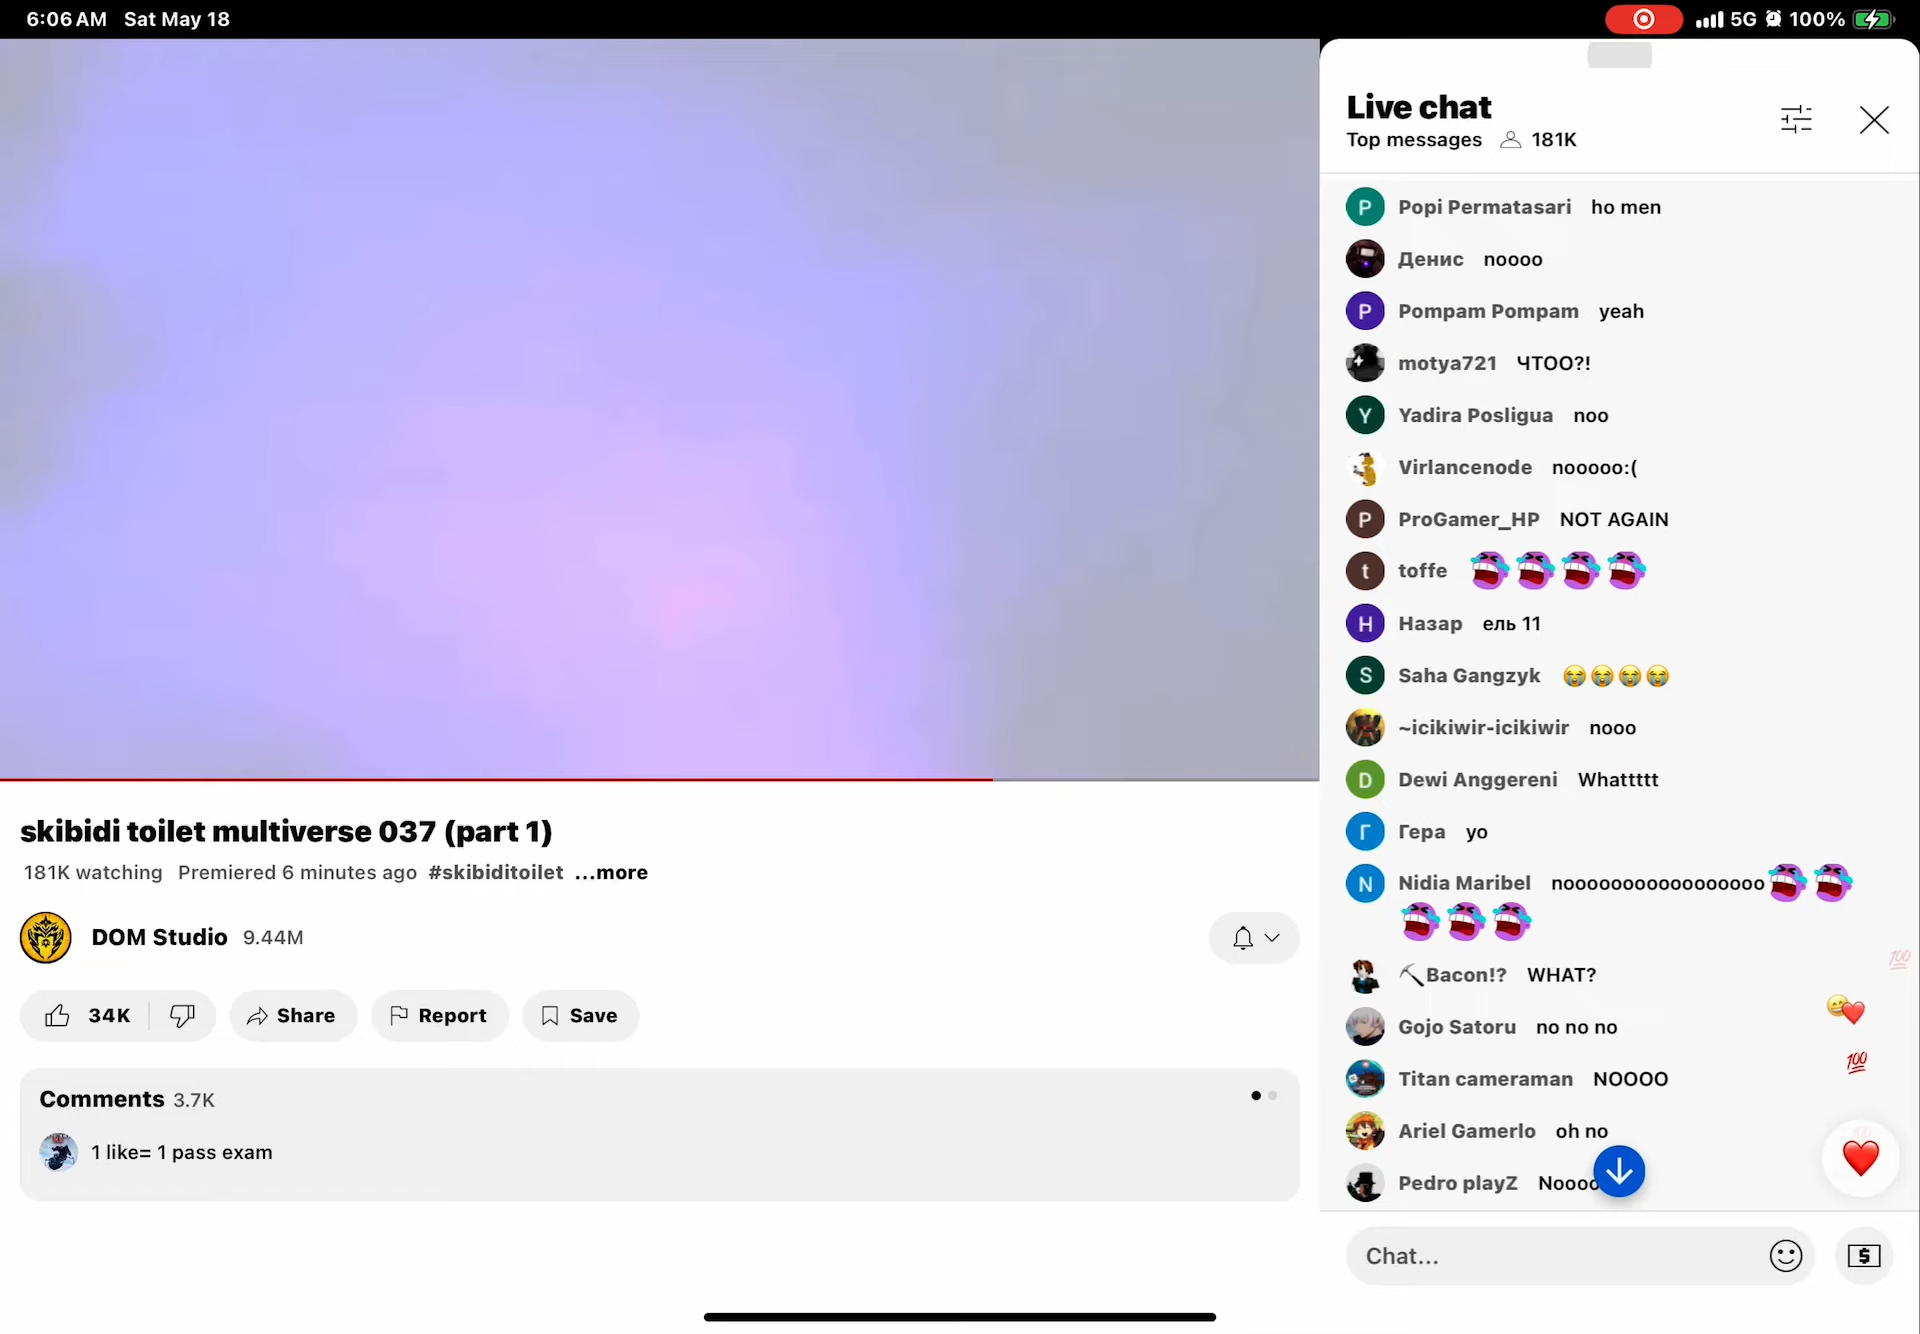 6:06 AM Sat May 18
5G 100%
Live chat
Top messages 181K
Popi Permatasari ho men
Денис noooo
Pompam Pompam yeah
motya721 ЧТОО?!
Yadira Posligua noo
Virlancenode nooooo:(
ProGamer_HP NOT AGAIN
toffe
Назар ель 11
Saha Gangzyk 😭😭😭😭
~icikiwir-icikiwir nooo
Dewi Anggereni Whattttt
Гера yo
Nidia Maribel nooooooooooooooooo
⛏Bacon!? WHAT?
Gojo Satoru no no no
Titan cameraman NOOOO
Ariel Gamerlo oh no
Pedro playZ Noooo
Chat...
skibidi toilet multiverse 037 (part 1)
181K watching Premiered 6 minutes ago #skibiditoilet ...more
DOM Studio 9.44M
34K Share Report Save
Comments 3.7K
1 like= 1 pass exam